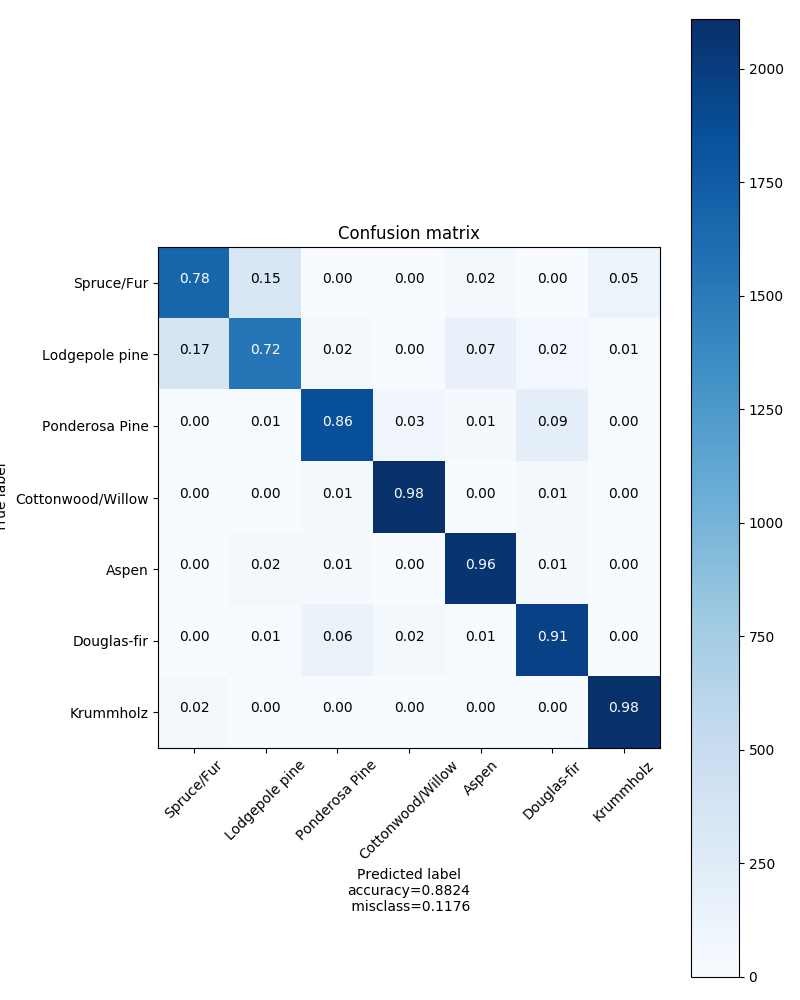 Confusion matrix
Spruce/Fur 0.78 0.15 0.00 0.00 0.02 0.00 0.05
Lodgepole pine 0.17 0.72 0.02 0.00 0.07 0.02 0.01
Ponderosa Pine 0.00 0.01 0.86 0.03 0.01 0.09 0.00
Cottonwood/Willow 0.00 0.00 0.01 0.98 0.00 0.01 0.00
Aspen 0.00 0.02 0.01 0.00 0.96 0.01 0.00
Douglas-fir 0.00 0.01 0.06 0.02 0.01 0.91 0.00
Krummholz 0.02 0.00 0.00 0.00 0.00 0.00 0.98
True label
Spruce/Fur Lodgepole pine Ponderosa Pine Cottonwood/Willow Aspen Douglas-fir Krummholz
Predicted label
accuracy=0.8824
misclass=0.1176
2000
1750
1500
1250
1000
750
500
250
0